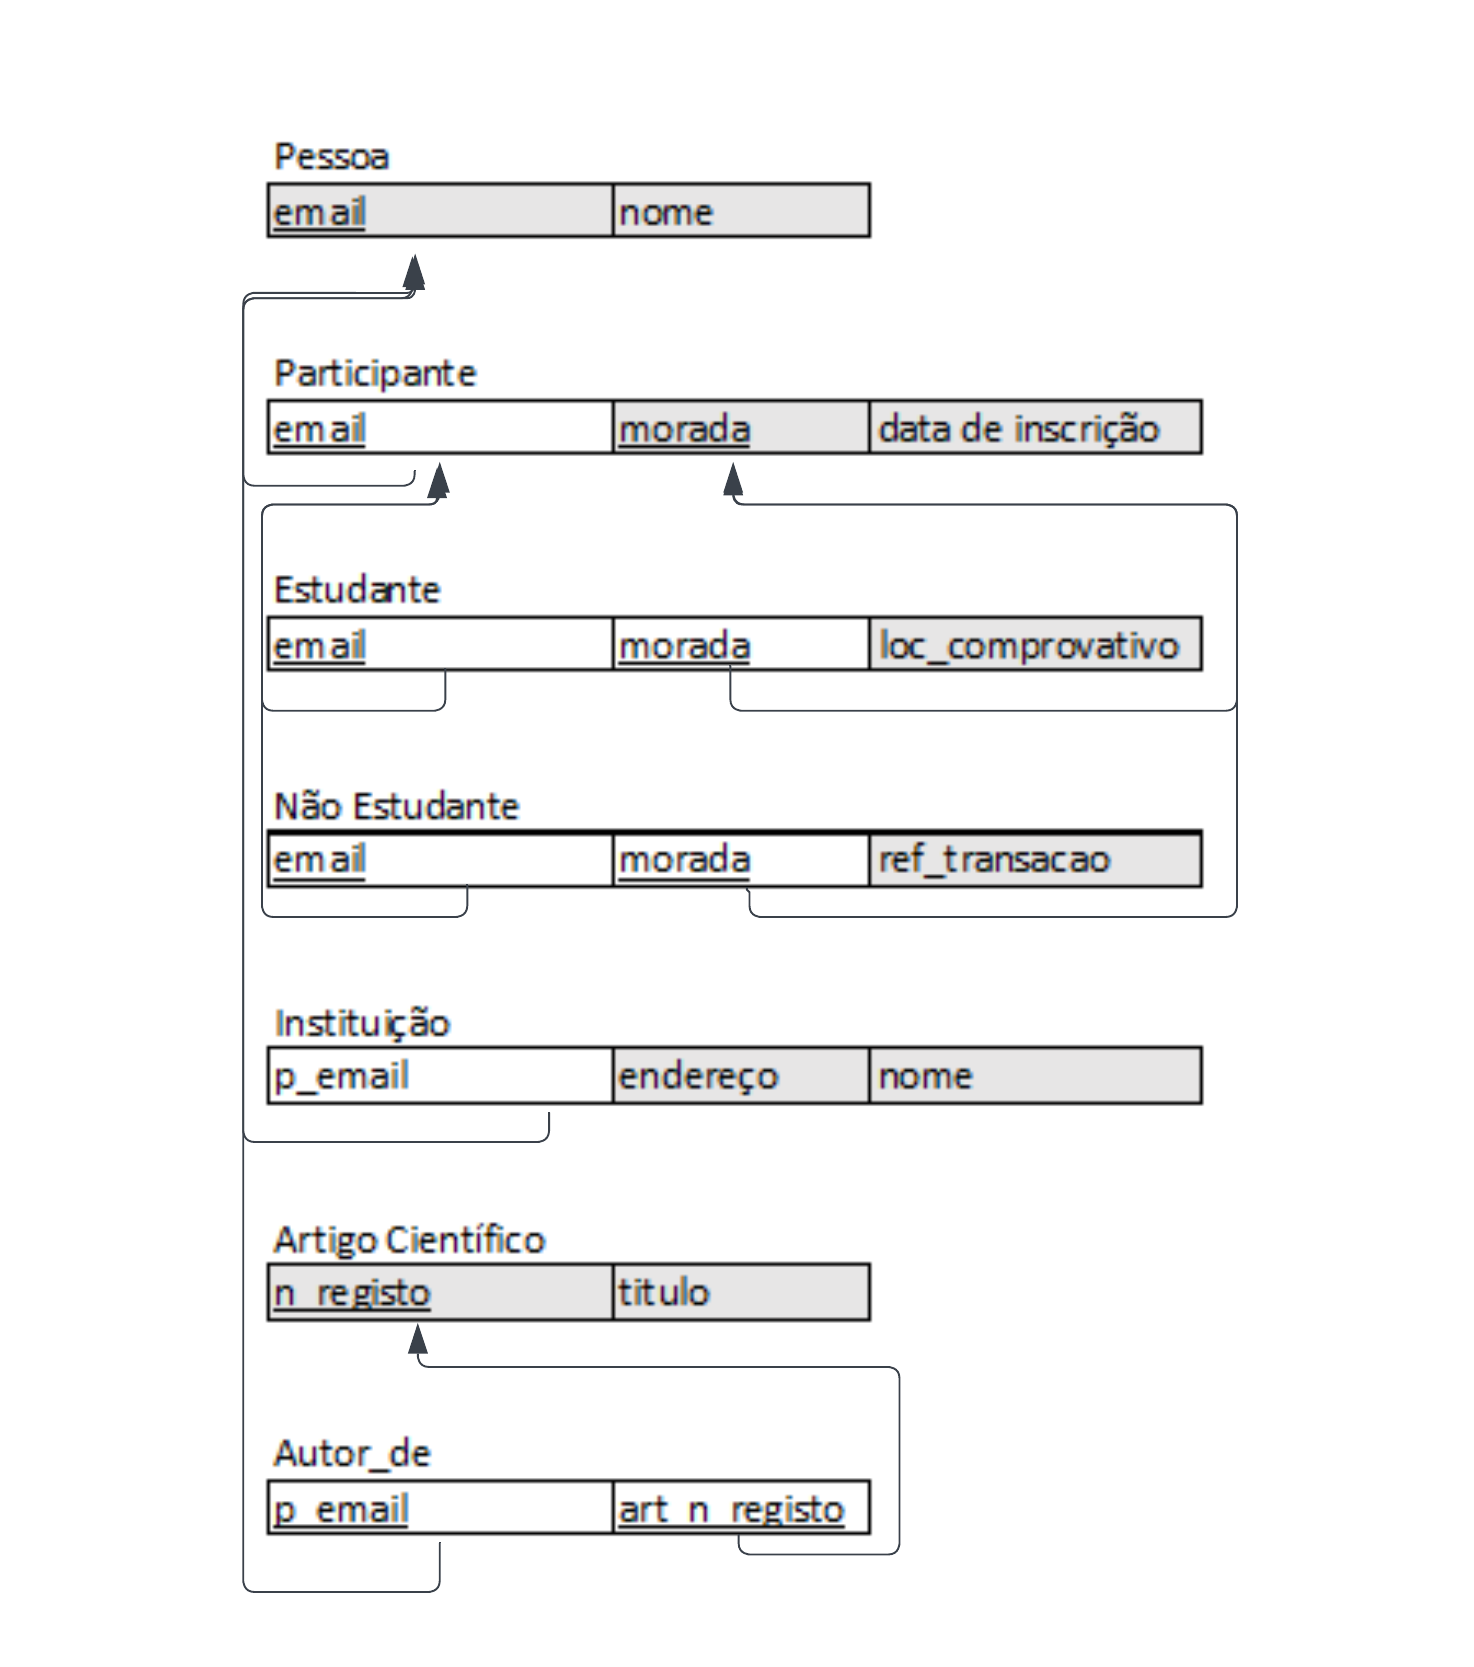 Pessoa
email nome
Participante
email morada data de inscrição
Estudante
email morada loc_comprovativo
Não Estudante
email morada ref_transacao
Instituição
p_email endereço nome
Artigo Científico
n_registo titulo
Autor_de
p_email art_n_registo